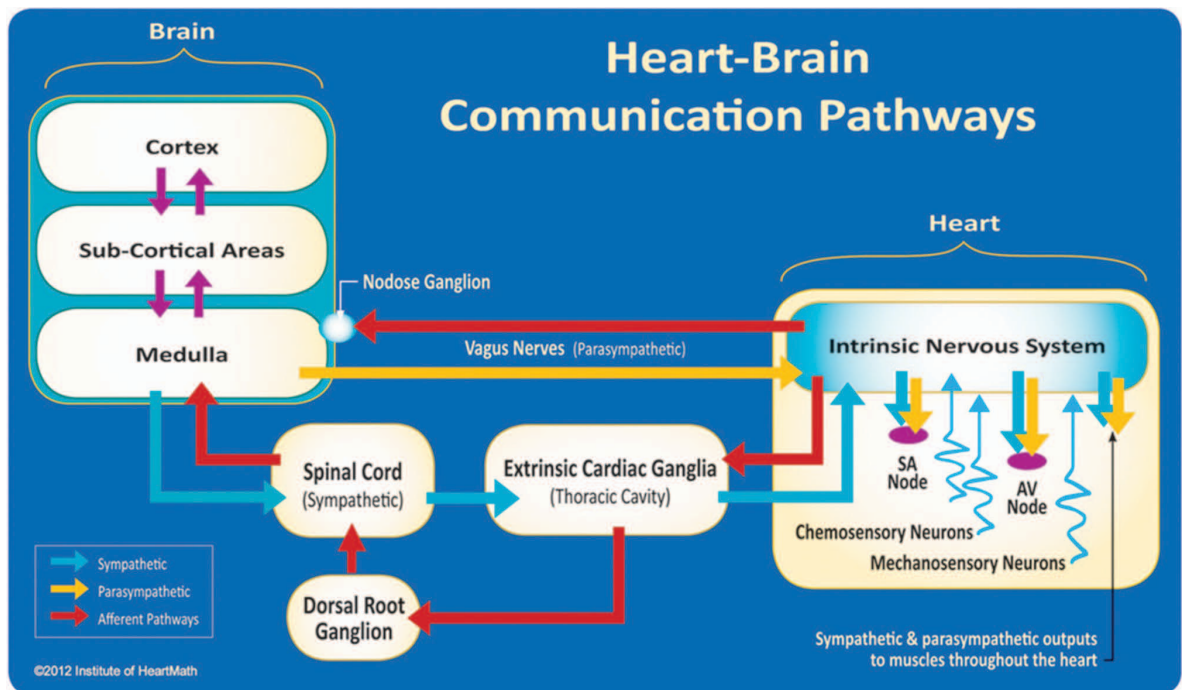 Brain
Heart-Brain
Communication Pathways
Cortex
Sub-Cortical Areas
Medulla
Nodose Ganglion
Vagus Nerves (Parasympathetic)
Heart
Intrinsic Nervous System
SA
Node
AV
Node
Chemosensory Neurons
Mechanosensory Neurons
Spinal Cord
(Sympathetic)
Extrinsic Cardiac Ganglia
(Thoracic Cavity)
Dorsal Root
Ganglion
Sympathetic
Parasympathetic
Afferent Pathways
Sympathetic & parasympathetic outputs
to muscles throughout the heart
©2012 Institute of HeartMath